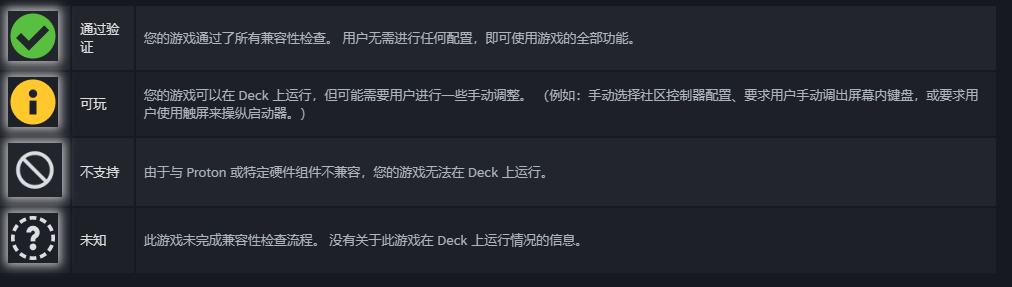 通过验
证
您的游戏通过了所有兼容性检查。 用户无需进行任何配置，即可使用游戏的全部功能。
可玩
您的游戏可以在 Deck 上运行，但可能需要用户进行一些手动调整。 （例如：手动选择社区控制器配置、要求用户手动调出屏幕内键盘，或要求用
户使用触屏来操纵启动器。）
不支持
由于与 Proton 或特定硬件组件不兼容，您的游戏无法在 Deck 上运行。
未知
此游戏未完成兼容性检查流程。 没有关于此游戏在 Deck 上运行情况的信息。